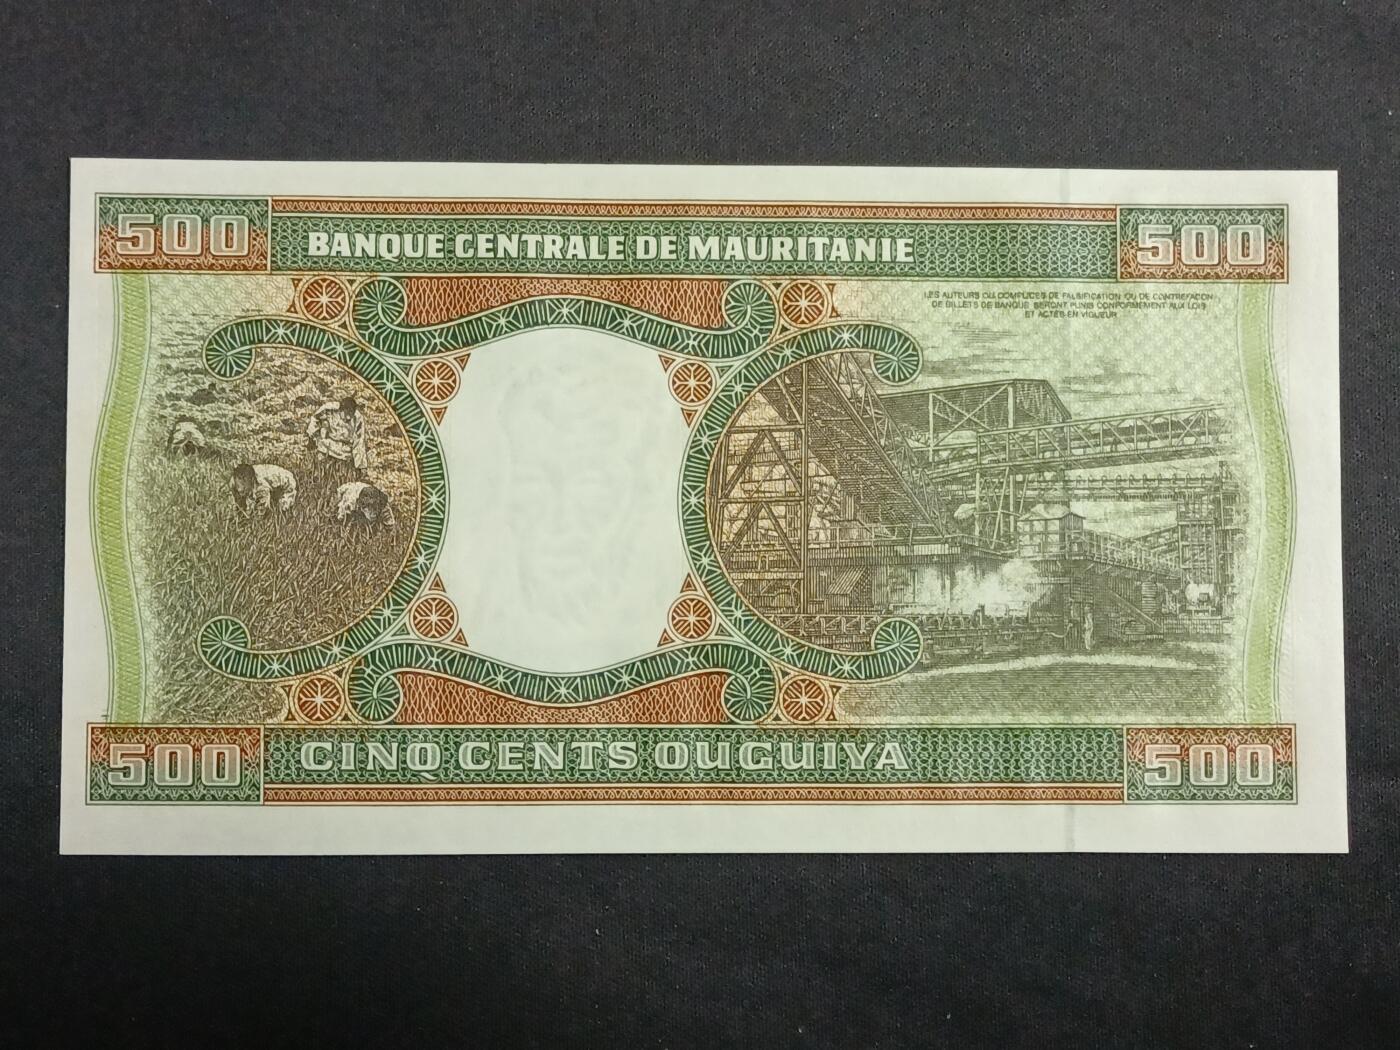 500 BANQUE CENTRALE DE MAURITANIE 500
LES AUTEURS OU COMPLICES DE FALSIFICATION OU DE CONTREFACON
DE BILLETS DE BANQUE SERONT PUNIS CONFORMEMENT AUX LOIS
ET ACTES EN VIGUEUR
500 CINQ CENTS OUGUIYA 500